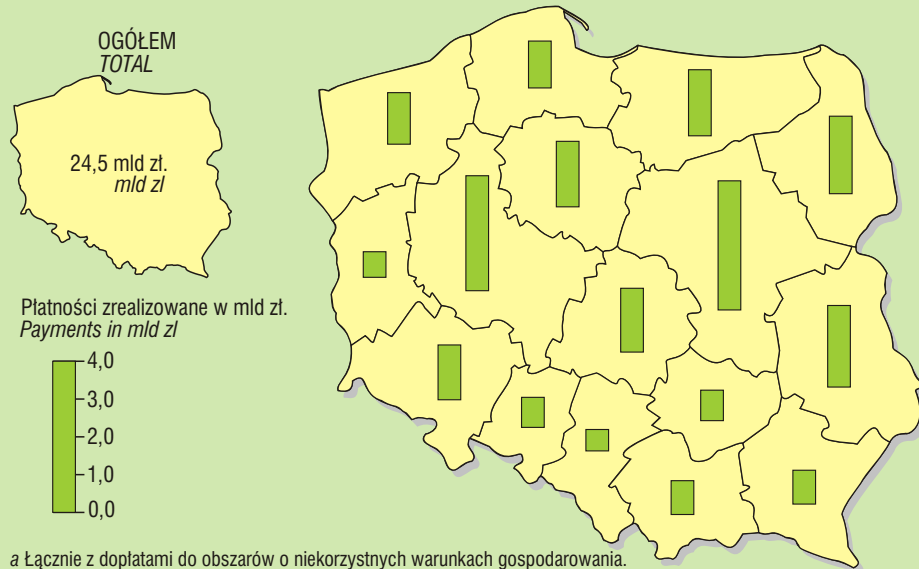 OGÓŁEM
TOTAL
24,5 mld zł.
mld zl
Płatności zrealizowane w mld zł.
Payments in mld zl
4,0
3,0
2,0
1,0
0,0
a Łącznie z dopłatami do obszarów o niekorzystnych warunkach gospodarowania.